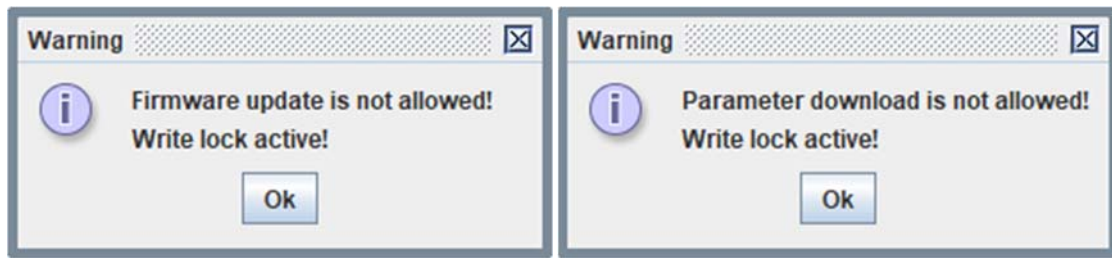 Warning
Firmware update is not allowed!
Write lock active!
Ok
Warning
Parameter download is not allowed!
Write lock active!
Ok